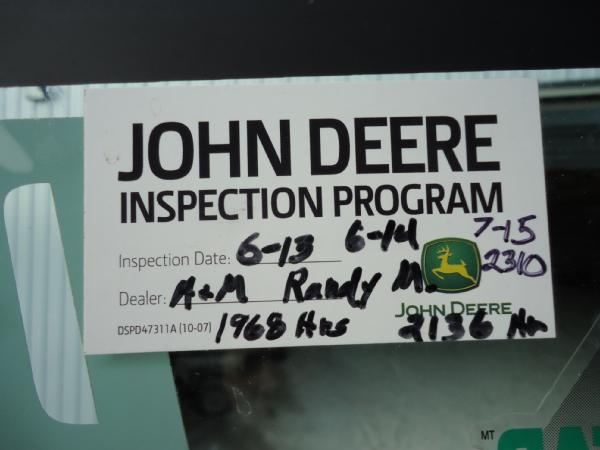 JOHN DEERE
INSPECTION PROGRAM
Inspection Date: 6-13 6-14 7-15
2310
Dealer: A+M Randy M.
JOHN DEERE
DSPD47311A (10-07) 1968 Hrs 2136 Hr
MT